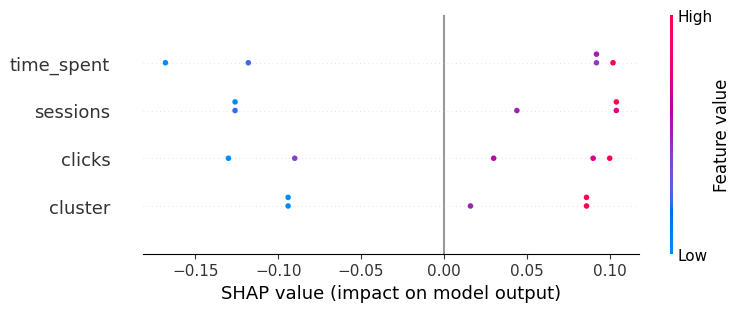 High
time_spent
sessions
clicks
cluster
Feature value
Low
−0.15 −0.10 −0.05 0.00 0.05 0.10
SHAP value (impact on model output)